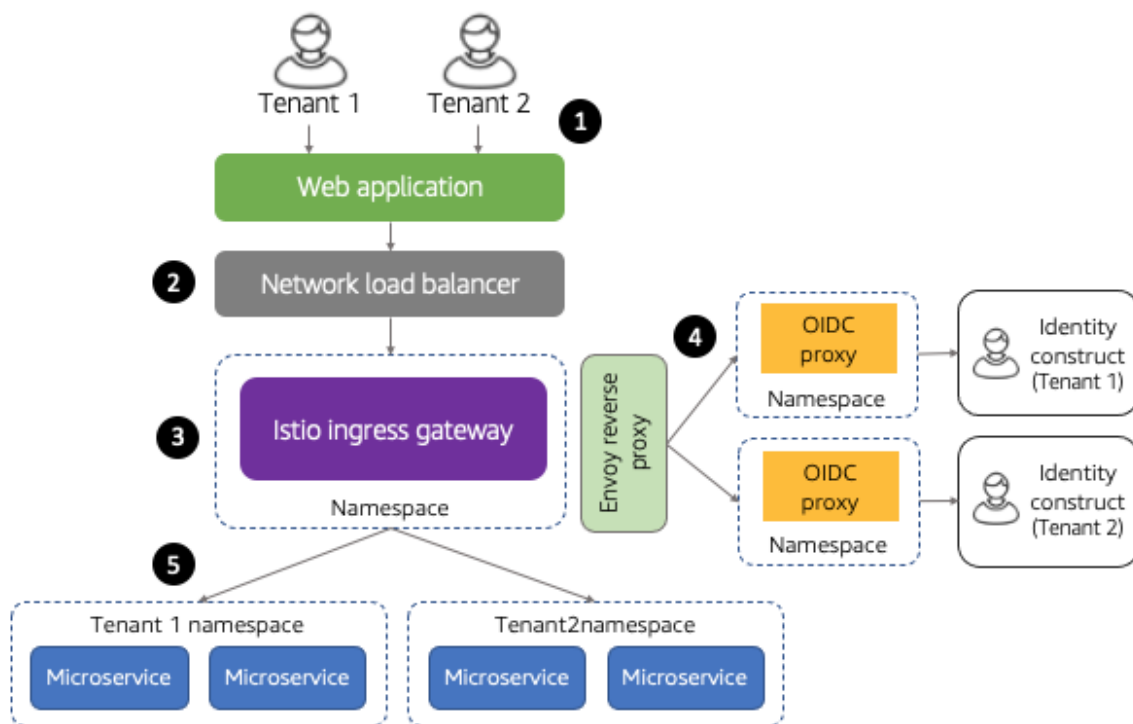 Tenant 1
Tenant 2
1
Web application
2
Network load balancer
3
Istio ingress gateway
Namespace
Envoy reverse
proxy
4
OIDC
proxy
Namespace
Identity
construct
(Tenant 1)
OIDC
proxy
Namespace
Identity
construct
(Tenant 2)
5
Tenant 1 namespace
Microservice
Microservice
Tenant2namespace
Microservice
Microservice